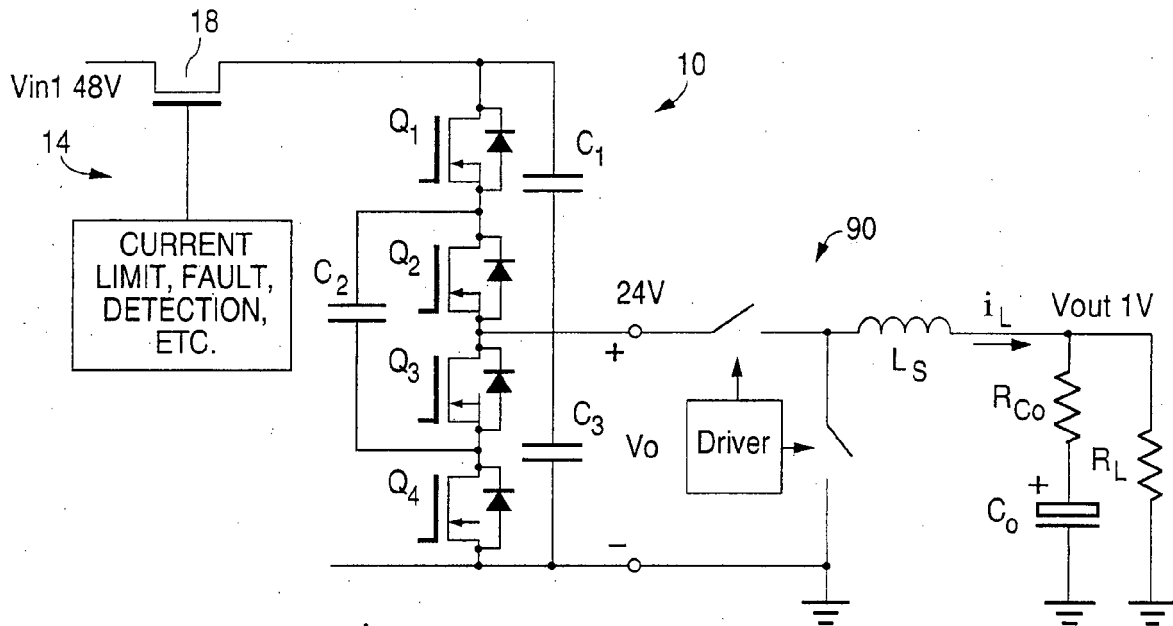 18
10
Vin1 48V
14
Q1
C1
CURRENT
LIMIT, FAULT,
DETECTION,
ETC.
C2
Q2
90
24V
iL
Vout 1V
+
LS
Q3
RCo
C3
Vo
Driver
RL
+
Q4
Co
−